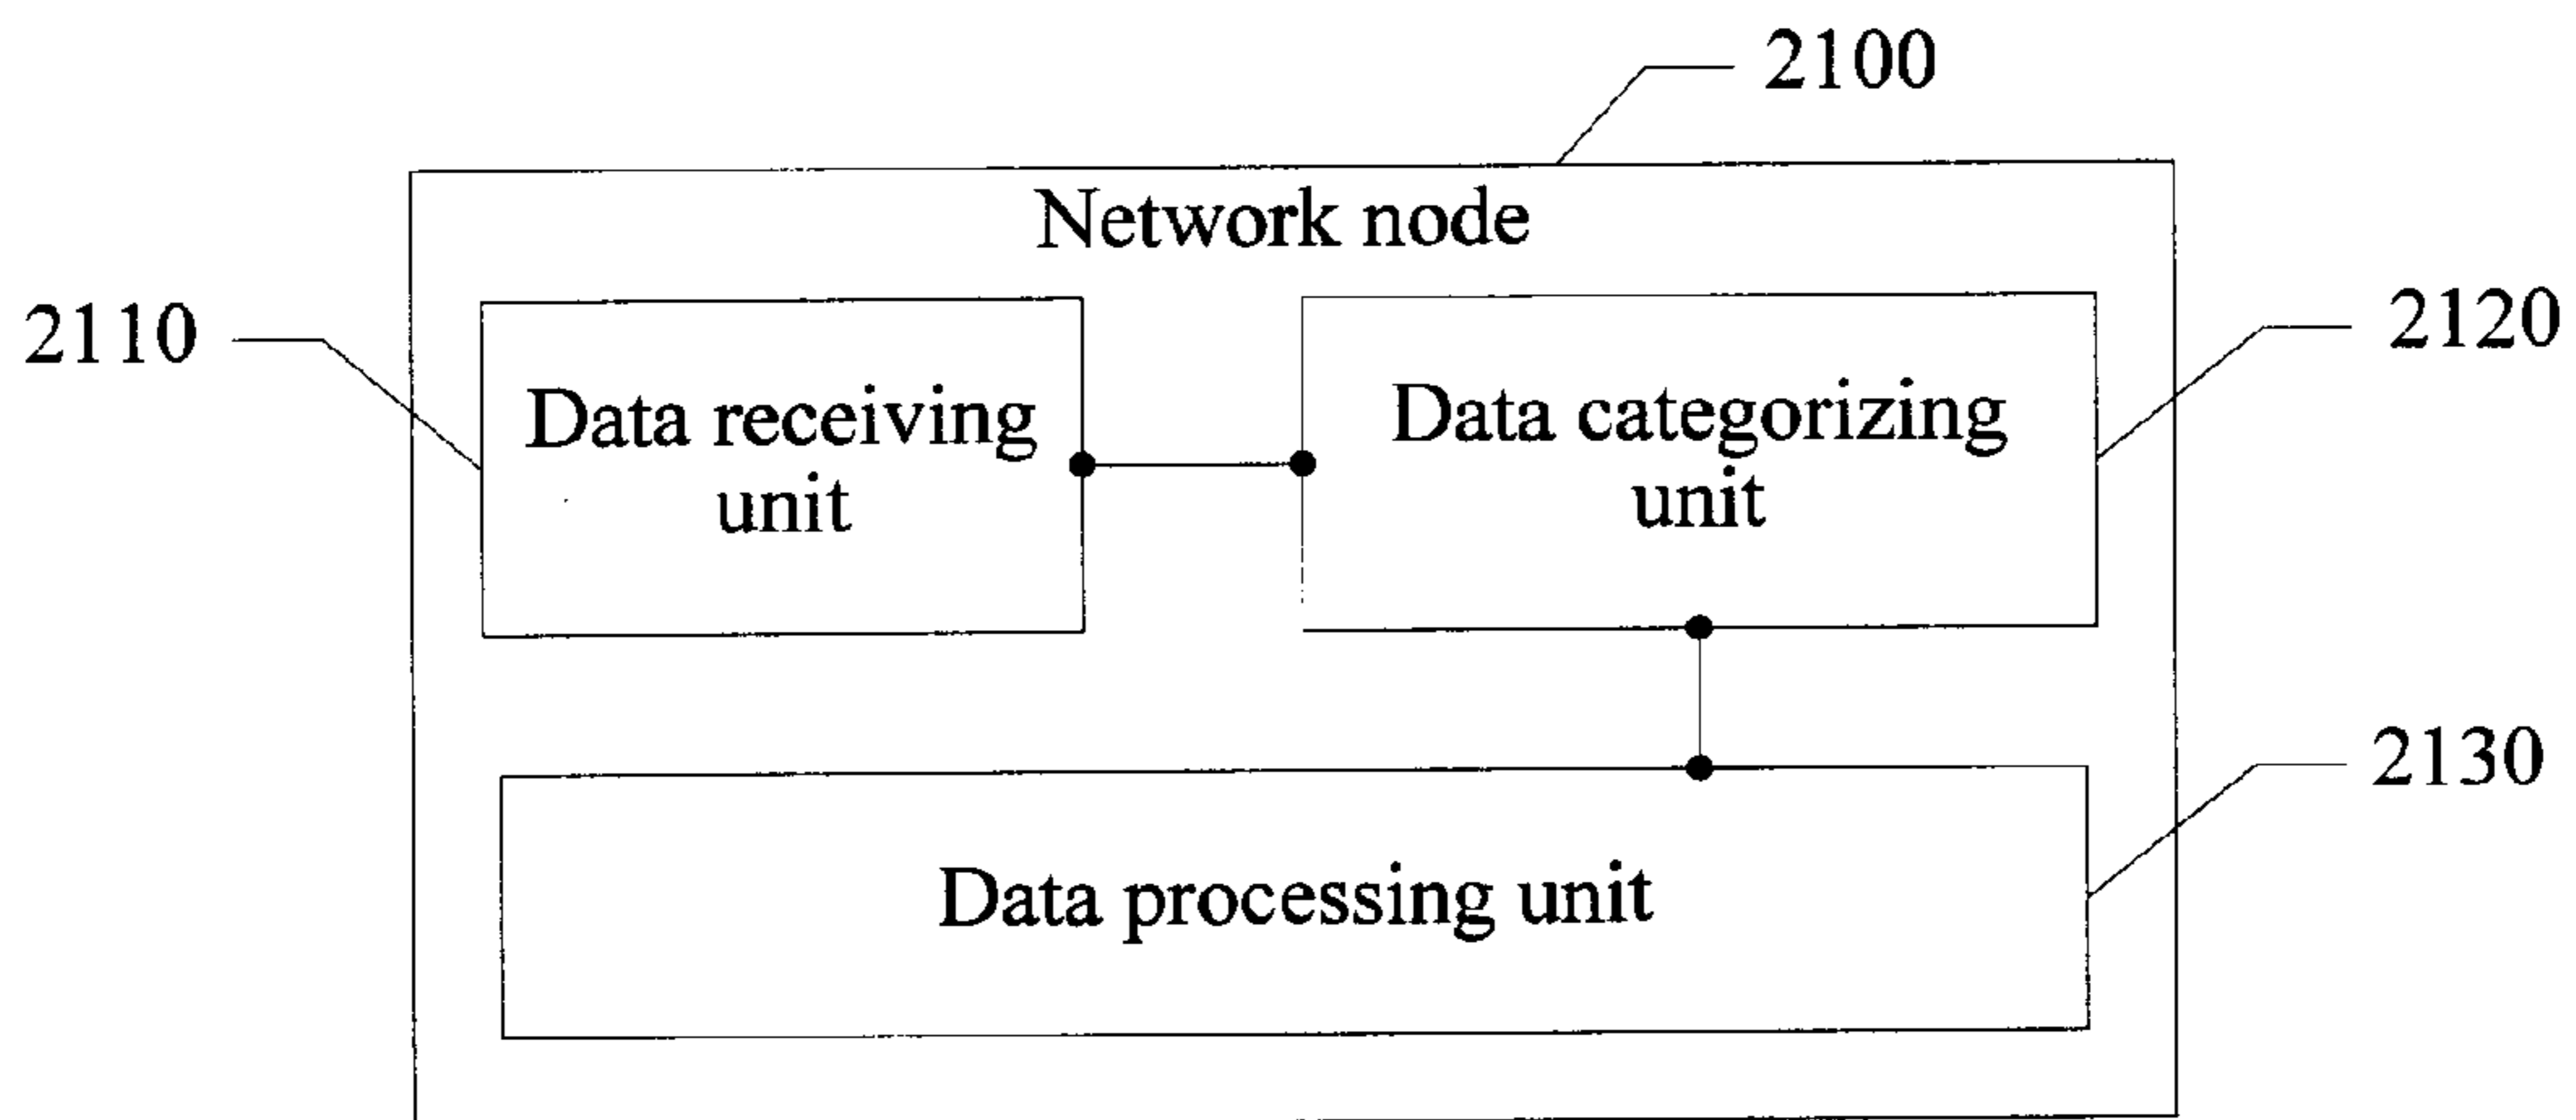 2100
Network node
2110
Data receiving
unit
Data categorizing
unit
2120
2130
Data processing unit